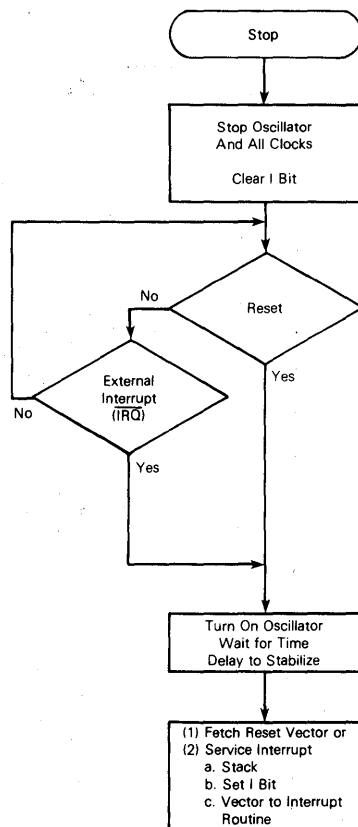 Stop
Stop Oscillator
And All Clocks
Clear I Bit
Reset
No
Yes
External
Interrupt
(I̅R̅Q̅)
No
Yes
Turn On Oscillator
Wait for Time
Delay to Stabilize
(1) Fetch Reset Vector or
(2) Service Interrupt
a. Stack
b. Set I Bit
c. Vector to Interrupt
Routine